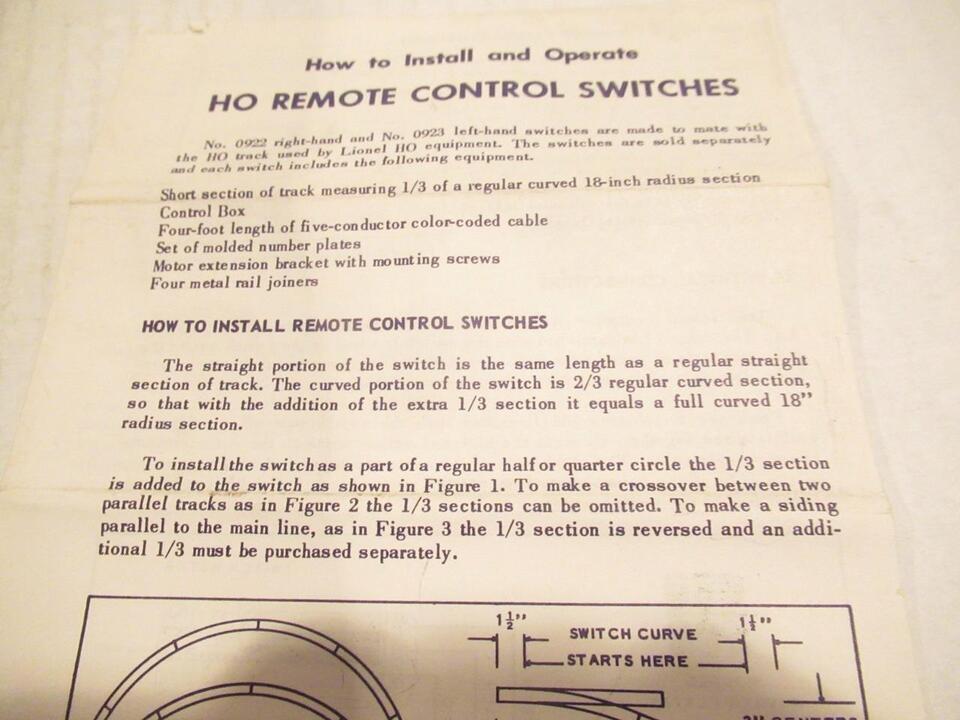 How to Install and Operate
HO REMOTE CONTROL SWITCHES
No. 0922 right-hand and No. 0923 left-hand switches are made to mate with
the HO track used by Lionel HO equipment. The switches are sold separately
and each switch includes the following equipment.
Short section of track measuring 1/3 of a regular curved 18-inch radius section
Control Box
Four-foot length of five-conductor color-coded cable
Set of molded number plates
Motor extension bracket with mounting screws
Four metal rail joiners
HOW TO INSTALL REMOTE CONTROL SWITCHES
The straight portion of the switch is the same length as a regular straight
section of track. The curved portion of the switch is 2/3 regular curved section,
so that with the addition of the extra 1/3 section it equals a full curved 18"
radius section.
To install the switch as a part of a regular half or quarter circle the 1/3 section
is added to the switch as shown in Figure 1. To make a crossover between two
parallel tracks as in Figure 2 the 1/3 sections can be omitted. To make a siding
parallel to the main line, as in Figure 3 the 1/3 section is reversed and an addi-
tional 1/3 must be purchased separately.
1½" 1½"
SWITCH CURVE
STARTS HERE